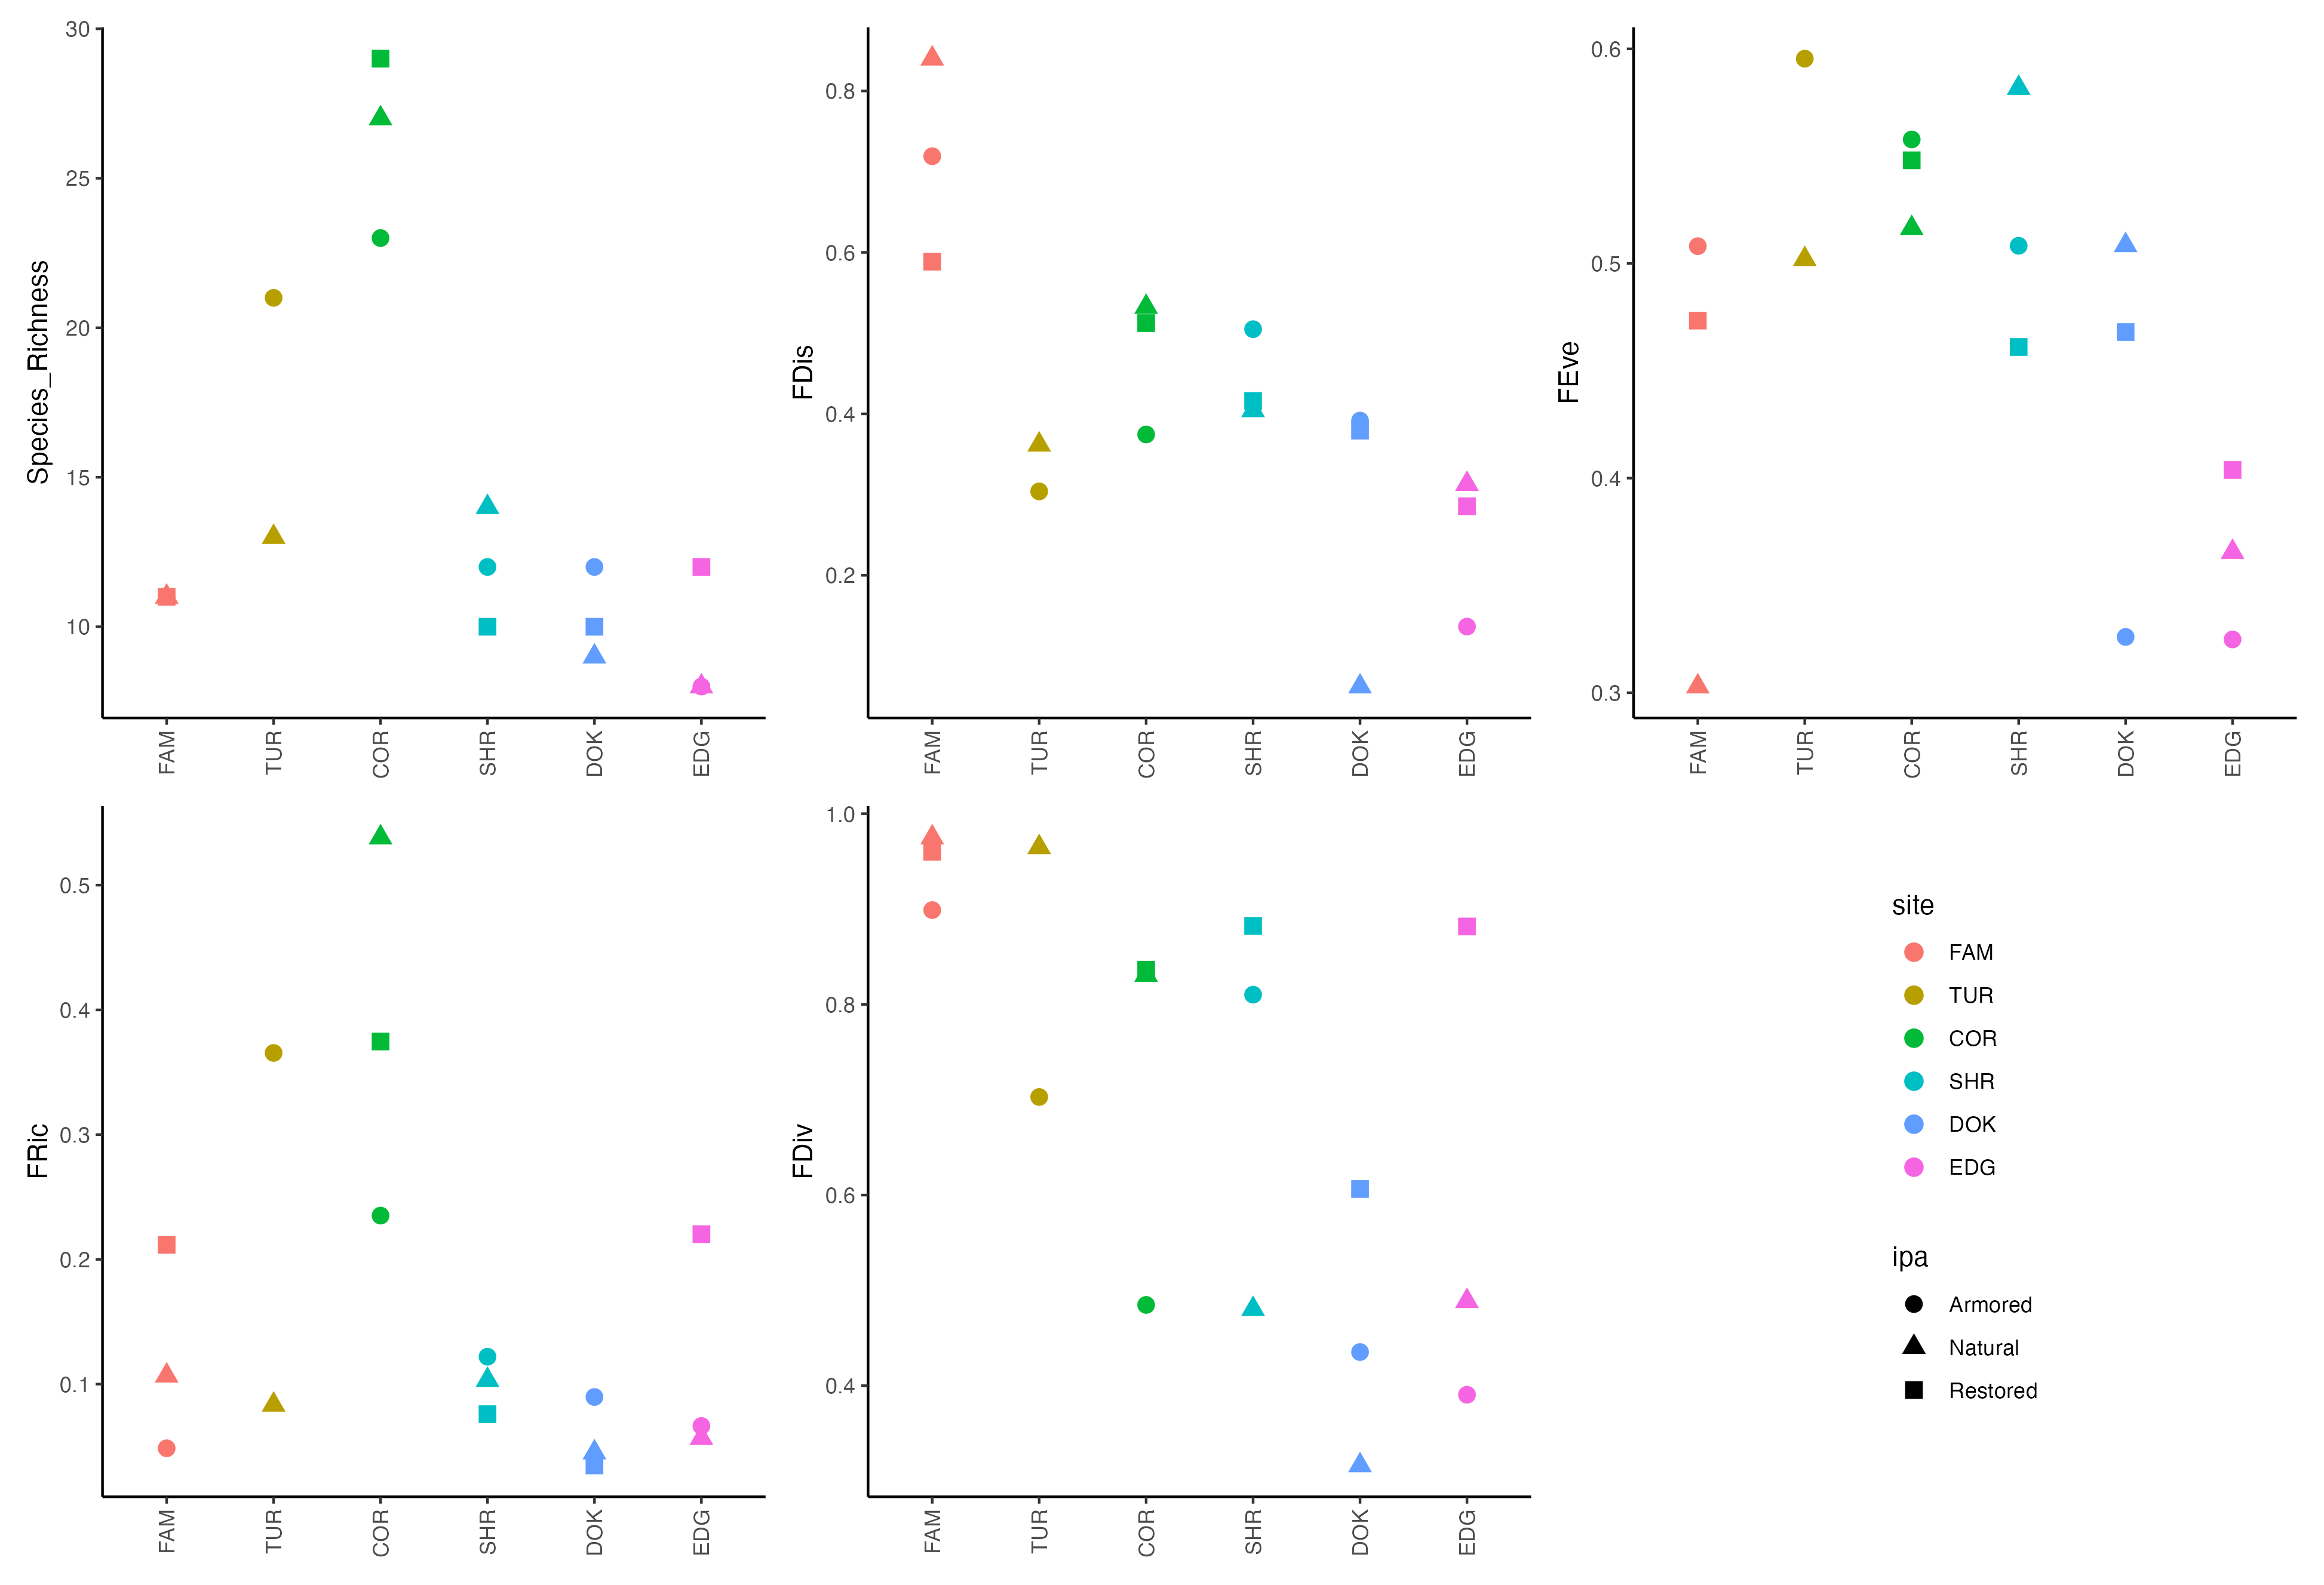 Species_Richness
30
25
20
15
10
FAM
TUR
COR
SHR
DOK
EDG
FDis
0.8
0.6
0.4
0.2
FAM
TUR
COR
SHR
DOK
EDG
FEve
0.6
0.5
0.4
0.3
FAM
TUR
COR
SHR
DOK
EDG
FRic
0.5
0.4
0.3
0.2
0.1
FAM
TUR
COR
SHR
DOK
EDG
FDiv
1.0
0.8
0.6
0.4
FAM
TUR
COR
SHR
DOK
EDG
site
FAM
TUR
COR
SHR
DOK
EDG
ipa
Armored
Natural
Restored